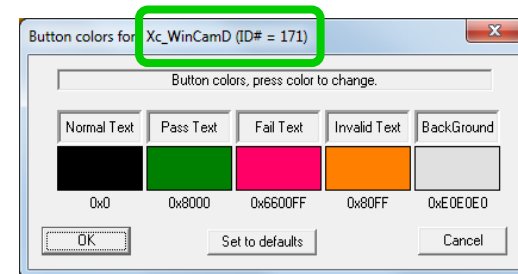 Button colors for Xc_WinCamD (ID# = 171)
Button colors, press color to change.
Normal Text Pass Text Fail Text Invalid Text BackGround
0x0 0x8000 0x6600FF 0x80FF 0xE0E0E0
OK Set to defaults Cancel